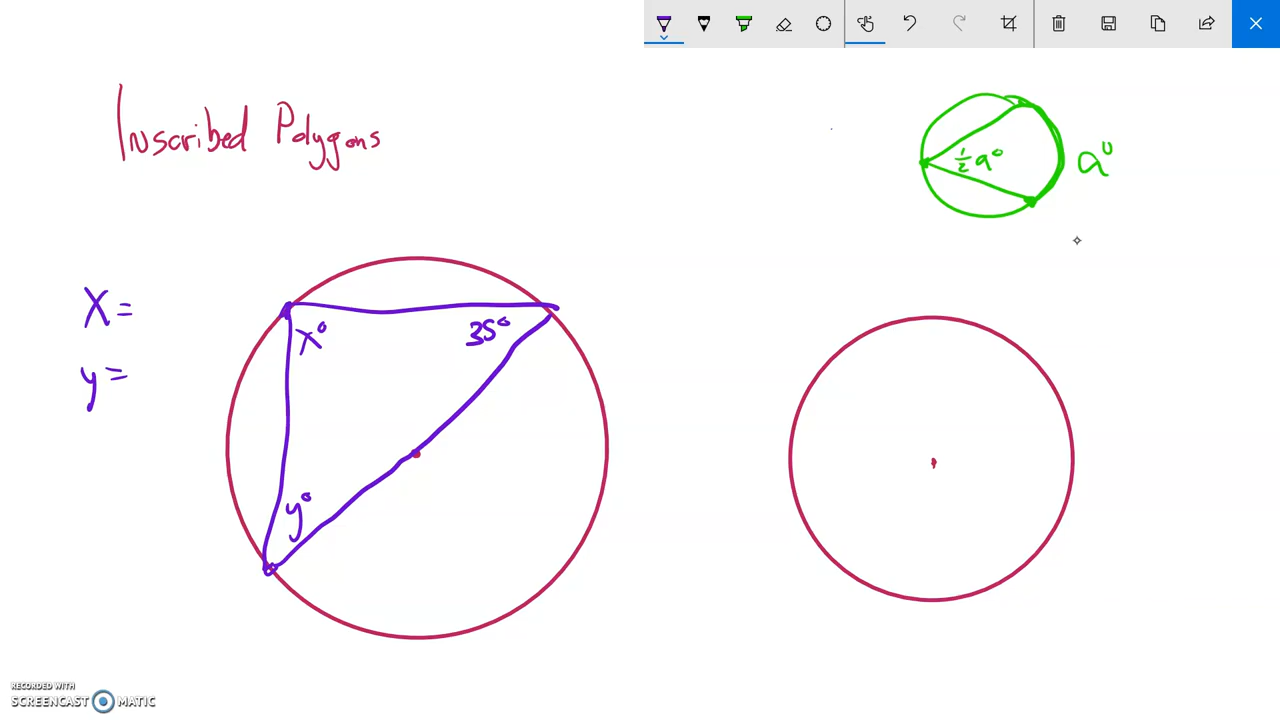 Inscribed Polygons
½a° a°
X=
x° 35°
y=
y°
RECORDED WITH
SCREENCAST MATIC